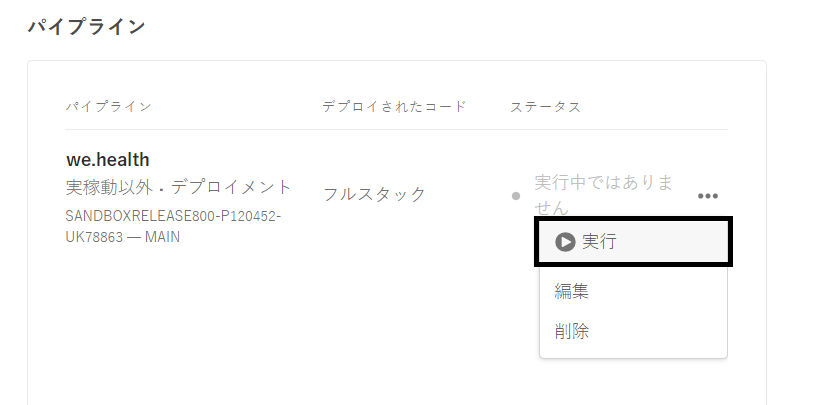 パイプライン
パイプライン
デプロイされたコード
ステータス
we.health
実稼動以外・デプロイメント
SANDBOXRELEASE800-P120452-
UK78863 — MAIN
フルスタック
実行中ではありま
せん
実行
編集
削除